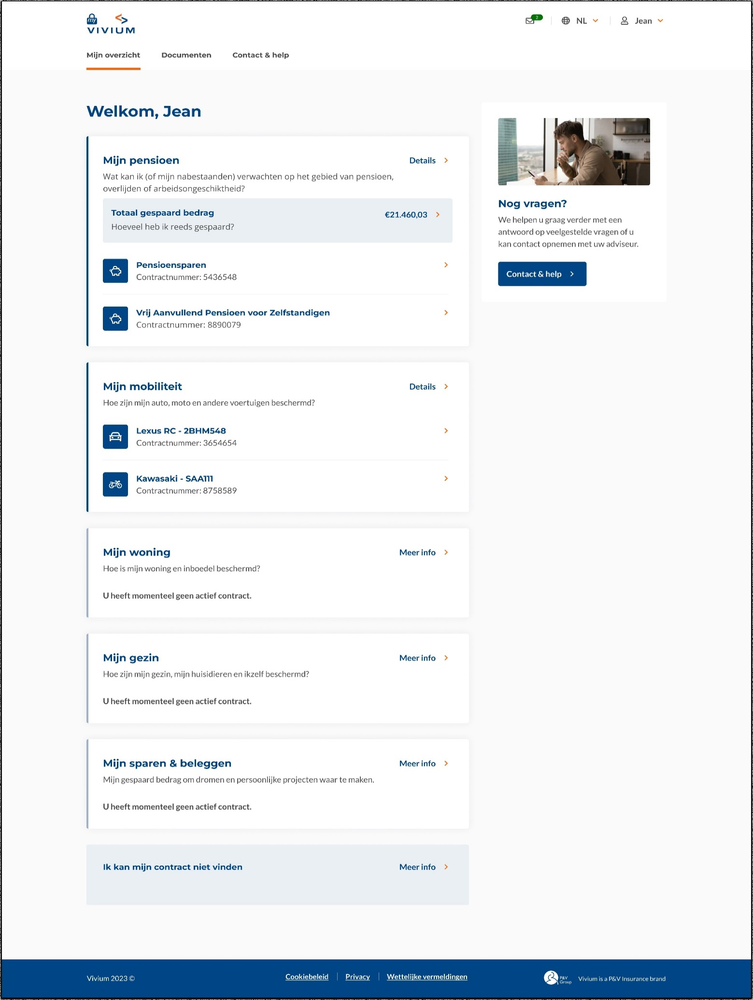 my
VIVIUM
2
NL
Jean
Mijn overzicht
Documenten
Contact & help
Welkom, Jean
Mijn pensioen
Details
Wat kan ik (of mijn nabestaanden) verwachten op het gebied van pensioen,
overlijden of arbeidsongeschiktheid?
Totaal gespaard bedrag
€21.460,03
Hoeveel heb ik reeds gespaard?
Pensioensparen
Contractnummer: 5436548
Vrij Aanvullend Pensioen voor Zelfstandigen
Contractnummer: 8890079
Nog vragen?
We helpen u graag verder met een
antwoord op veelgestelde vragen of u
kan contact opnemen met uw adviseur.
Contact & help
Mijn mobiliteit
Details
Hoe zijn mijn auto, moto en andere voertuigen beschermd?
Lexus RC - 2BHM548
Contractnummer: 3654654
Kawasaki - SAA111
Contractnummer: 8758589
Mijn woning
Meer info
Hoe is mijn woning en inboedel beschermd?
U heeft momenteel geen actief contract.
Mijn gezin
Meer info
Hoe zijn mijn gezin, mijn huisidieren en ikzelf beschermd?
U heeft momenteel geen actief contract.
Mijn sparen & beleggen
Meer info
Mijn gespaard bedrag om dromen en persoonlijke projecten waar te maken.
U heeft momenteel geen actief contract.
Ik kan mijn contract niet vinden
Meer info
Vivium 2023 ©
Cookiebeleid
Privacy
Wettelijke vermeldingen
P&V
Group
Vivium is a P&V Insurance brand